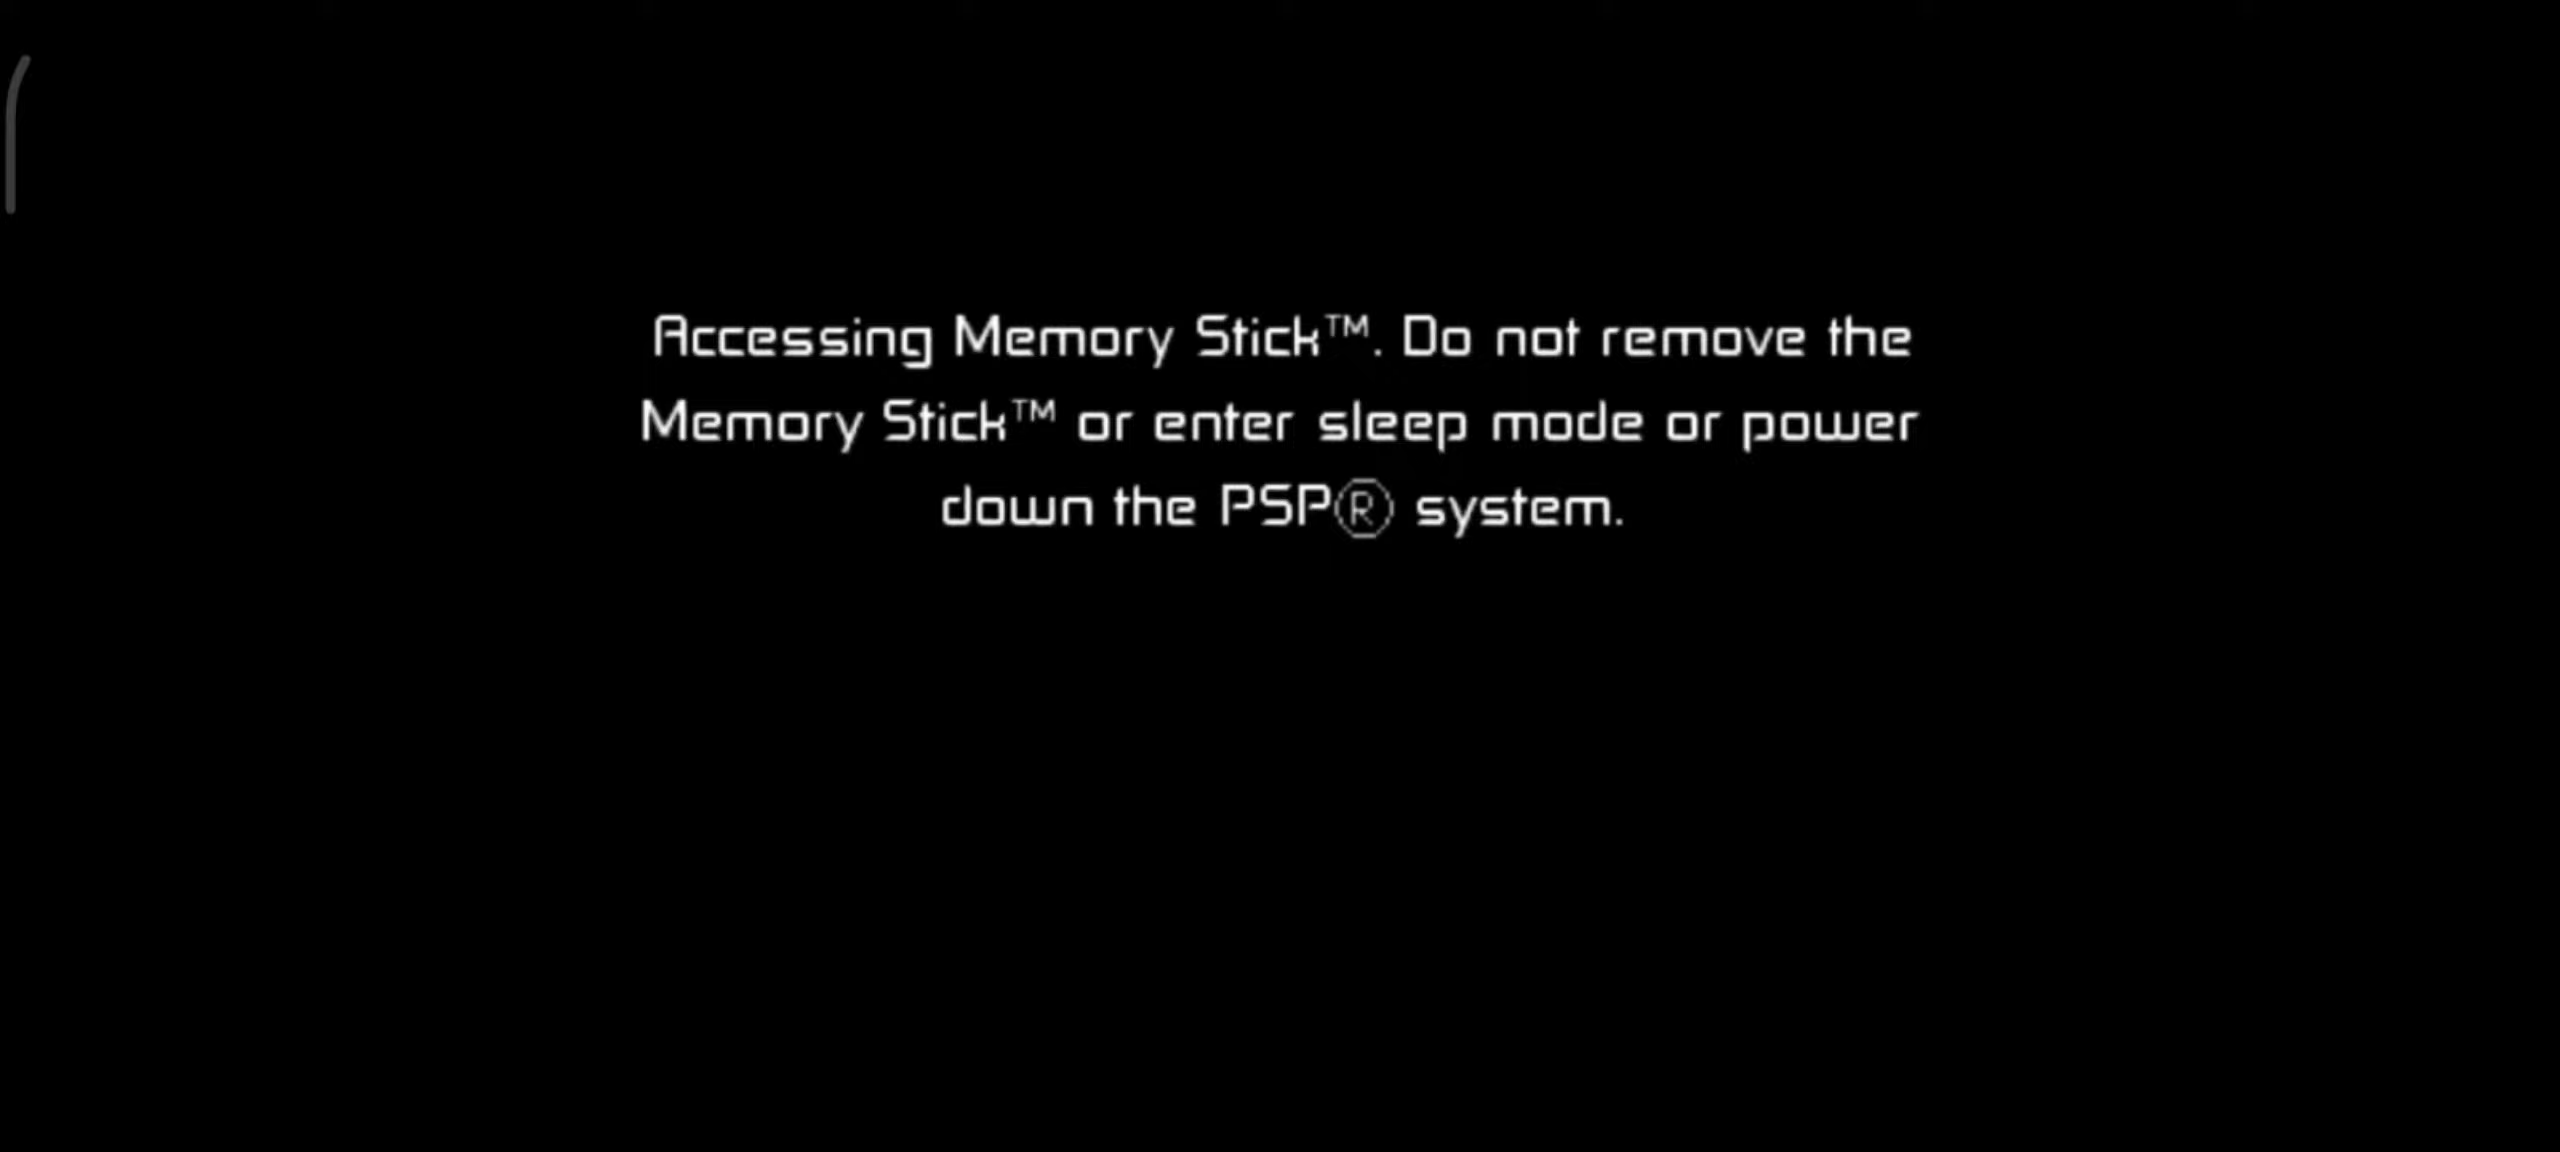 Accessing Memory Stick™. Do not remove the
Memory Stick™ or enter sleep mode or power
down the PSP® system.